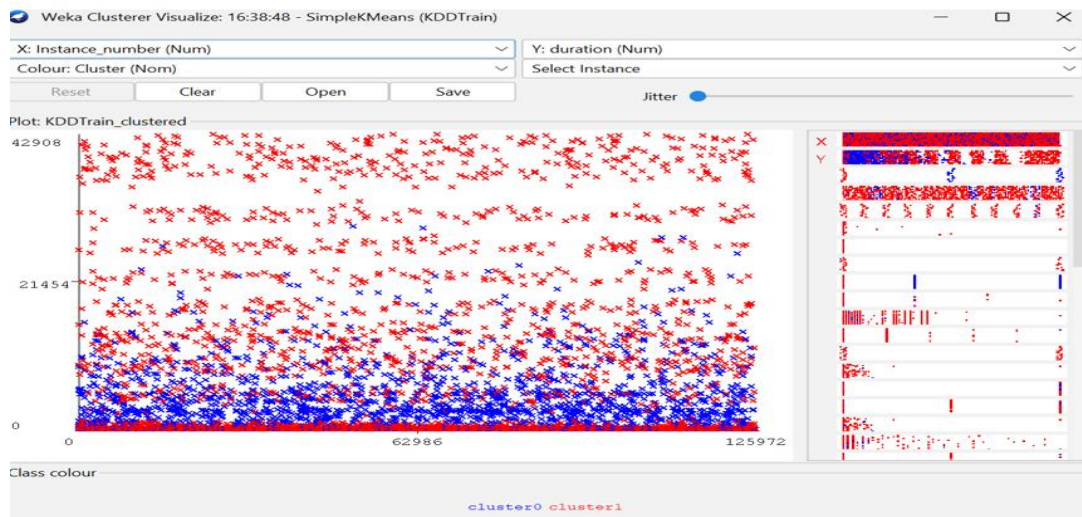 Weka Clusterer Visualize: 16:38:48 - SimpleKMeans (KDDTrain)
X: Instance_number (Num) Y: duration (Num)
Colour: Cluster (Nom) Select Instance
Reset Clear Open Save Jitter
Plot: KDDTrain_clustered
42908
21454
0
0 62986 125972
X
Y
Class colour
cluster0 cluster1